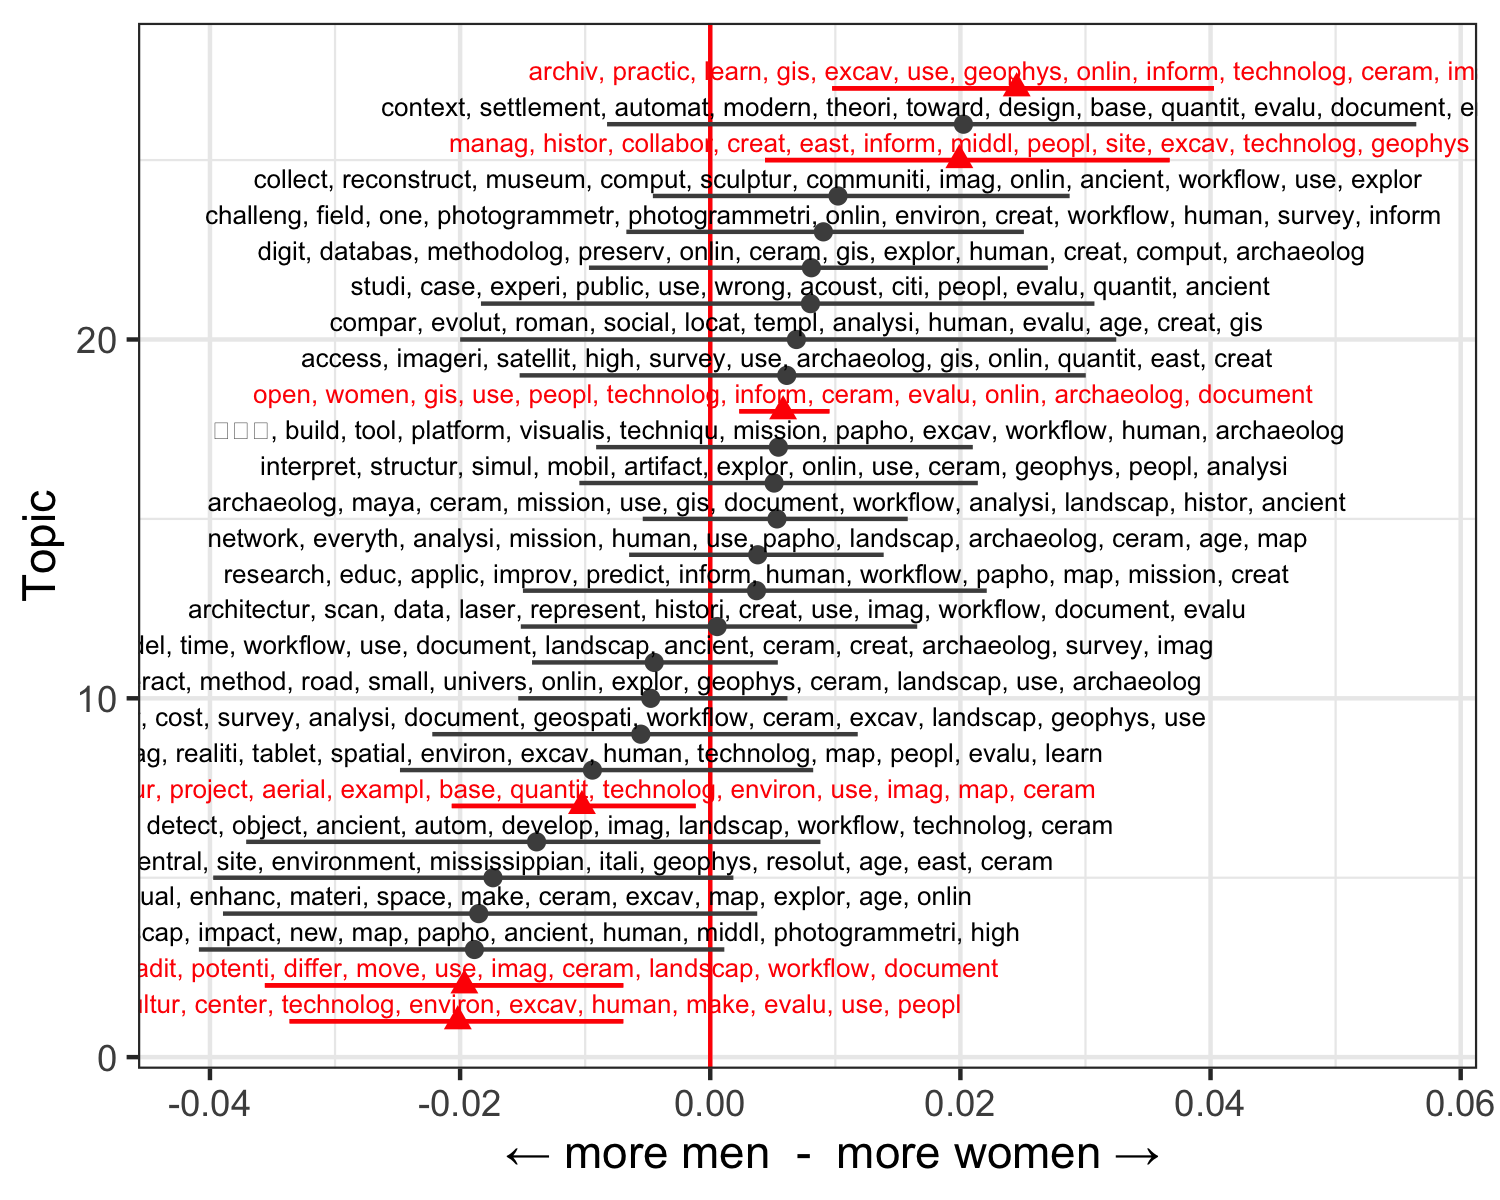 archiv, practic, learn, gis, excav, use, geophys, onlin, inform, technolog, ceram, im
context, settlement, automat, modern, theori, toward, design, base, quantit, evalu, document, e
manag, histor, collabor, creat, east, inform, middl, peopl, site, excav, technolog, geophys
collect, reconstruct, museum, comput, sculptur, communiti, imag, onlin, ancient, workflow, use, explor
challeng, field, one, photogrammetr, photogrammetri, onlin, environ, creat, workflow, human, survey, inform
digit, databas, methodolog, preserv, onlin, ceram, gis, explor, human, creat, comput, archaeolog
studi, case, experi, public, use, wrong, acoust, citi, peopl, evalu, quantit, ancient
compar, evolut, roman, social, locat, templ, analysi, human, evalu, age, creat, gis
20
access, imageri, satellit, high, survey, use, archaeolog, gis, onlin, quantit, east, creat
open, women, gis, use, peopl, technolog, inform, ceram, evalu, onlin, archaeolog, document
□□□, build, tool, platform, visualis, techniqu, mission, papho, excav, workflow, human, archaeolog
interpret, structur, simul, mobil, artifact, explor, onlin, use, ceram, geophys, peopl, analysi
archaeolog, maya, ceram, mission, use, gis, document, workflow, analysi, landscap, histor, ancient
network, everyth, analysi, mission, human, use, papho, landscap, archaeolog, ceram, age, map
Topic
research, educ, applic, improv, predict, inform, human, workflow, papho, map, mission, creat
architectur, scan, data, laser, represent, histori, creat, use, imag, workflow, document, evalu
del, time, workflow, use, document, landscap, ancient, ceram, creat, archaeolog, survey, imag
ract, method, road, small, univers, onlin, explor, geophys, ceram, landscap, use, archaeolog
10
, cost, survey, analysi, document, geospati, workflow, ceram, excav, landscap, geophys, use
ag, realiti, tablet, spatial, environ, excav, human, technolog, map, peopl, evalu, learn
ur, project, aerial, exampl, base, quantit, technolog, environ, use, imag, map, ceram
detect, object, ancient, autom, develop, imag, landscap, workflow, technolog, ceram
entral, site, environment, mississippian, itali, geophys, resolut, age, east, ceram
ual, enhanc, materi, space, make, ceram, excav, map, explor, age, onlin
cap, impact, new, map, papho, ancient, human, middl, photogrammetri, high
adit, potenti, differ, move, use, imag, ceram, landscap, workflow, document
ltur, center, technolog, environ, excav, human, make, evalu, use, peopl
0
-0.04 -0.02 0.00 0.02 0.04 0.06
← more men - more women →